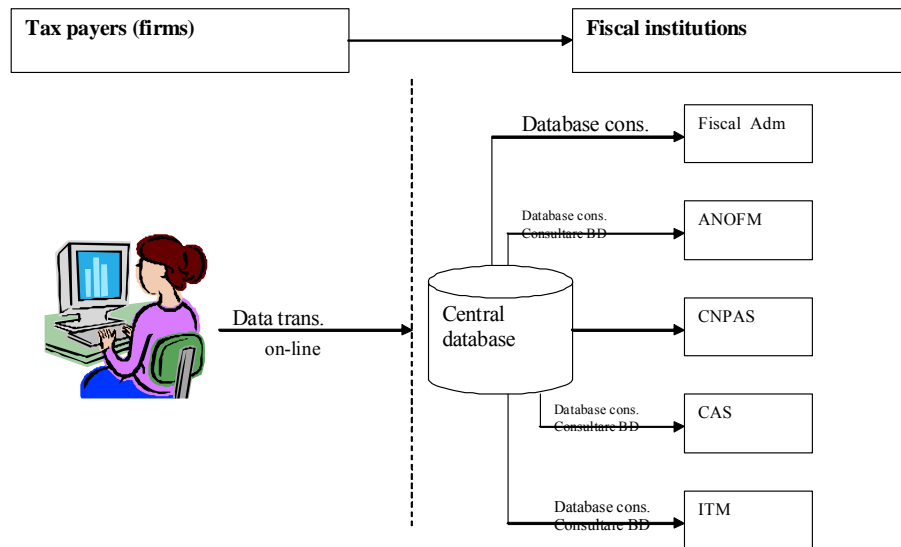 Tax payers (firms)
Fiscal institutions
Database cons.
Fiscal Adm
Database cons.
Consultare BD
ANOFM
Data trans.
on-line
Central
database
CNPAS
Database cons.
Consultare BD
CAS
Database cons.
Consultare BD
ITM